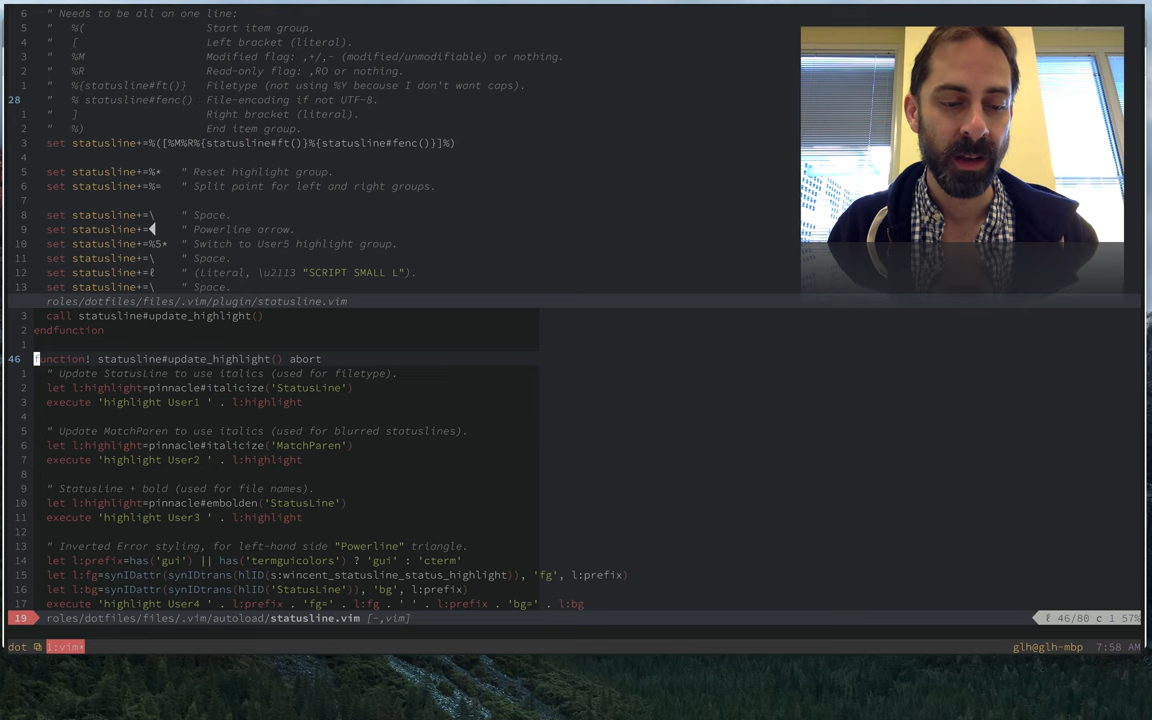 6 " Needs to be all on one line:
5 " %( Start item group.
4 " [ Left bracket (literal).
3 " %M Modified flag: ,+/,- (modified/unmodifiable) or nothing.
2 " %R Read-only flag: ,RO or nothing.
1 " %{statusline#ft()} Filetype (not using %Y because I don't want caps).
28 " % statusline#fenc() File-encoding if not UTF-8.
1 " ] Right bracket (literal).
2 " %) End item group.
3 set statusline+=%([%M%R%{statusline#ft()}%{statusline#fenc()}]%)
4
5 set statusline+=%* " Reset highlight group.
6 set statusline+=%= " Split point for left and right groups.
7
8 set statusline+=\ " Space.
9 set statusline+= " Powerline arrow.
10 set statusline+=%5* " Switch to User5 highlight group.
11 set statusline+=\ " Space.
12 set statusline+=ℓ " (Literal, \u2113 "SCRIPT SMALL L").
13 set statusline+=\ " Space.
roles/dotfiles/files/.vim/plugin/statusline.vim
3 call statusline#update_highlight()
2 endfunction
1
46 function! statusline#update_highlight() abort
1 " Update StatusLine to use italics (used for filetype).
2 let l:highlight=pinnacle#italicize('StatusLine')
3 execute 'highlight User1 ' . l:highlight
4
5 " Update MatchParen to use italics (used for blurred statuslines).
6 let l:highlight=pinnacle#italicize('MatchParen')
7 execute 'highlight User2 ' . l:highlight
8
9 " StatusLine + bold (used for file names).
10 let l:highlight=pinnacle#embolden('StatusLine')
11 execute 'highlight User3 ' . l:highlight
12
13 " Inverted Error styling, for left-hand side "Powerline" triangle.
14 let l:prefix=has('gui') || has('termguicolors') ? 'gui' : 'cterm'
15 let l:fg=synIDattr(synIDtrans(hlID(s:wincent_statusline_status_highlight)), 'fg', l:prefix)
16 let l:bg=synIDattr(synIDtrans(hlID('StatusLine')), 'bg', l:prefix)
17 execute 'highlight User4 ' . l:prefix . 'fg=' . l:fg . ' ' . l:prefix . 'bg=' . l:bg
19 roles/dotfiles/files/.vim/autoload/statusline.vim [-,vim] ℓ 46/80 c 1 57%
dot 1:vim* glh@glh-mbp 7:58 AM